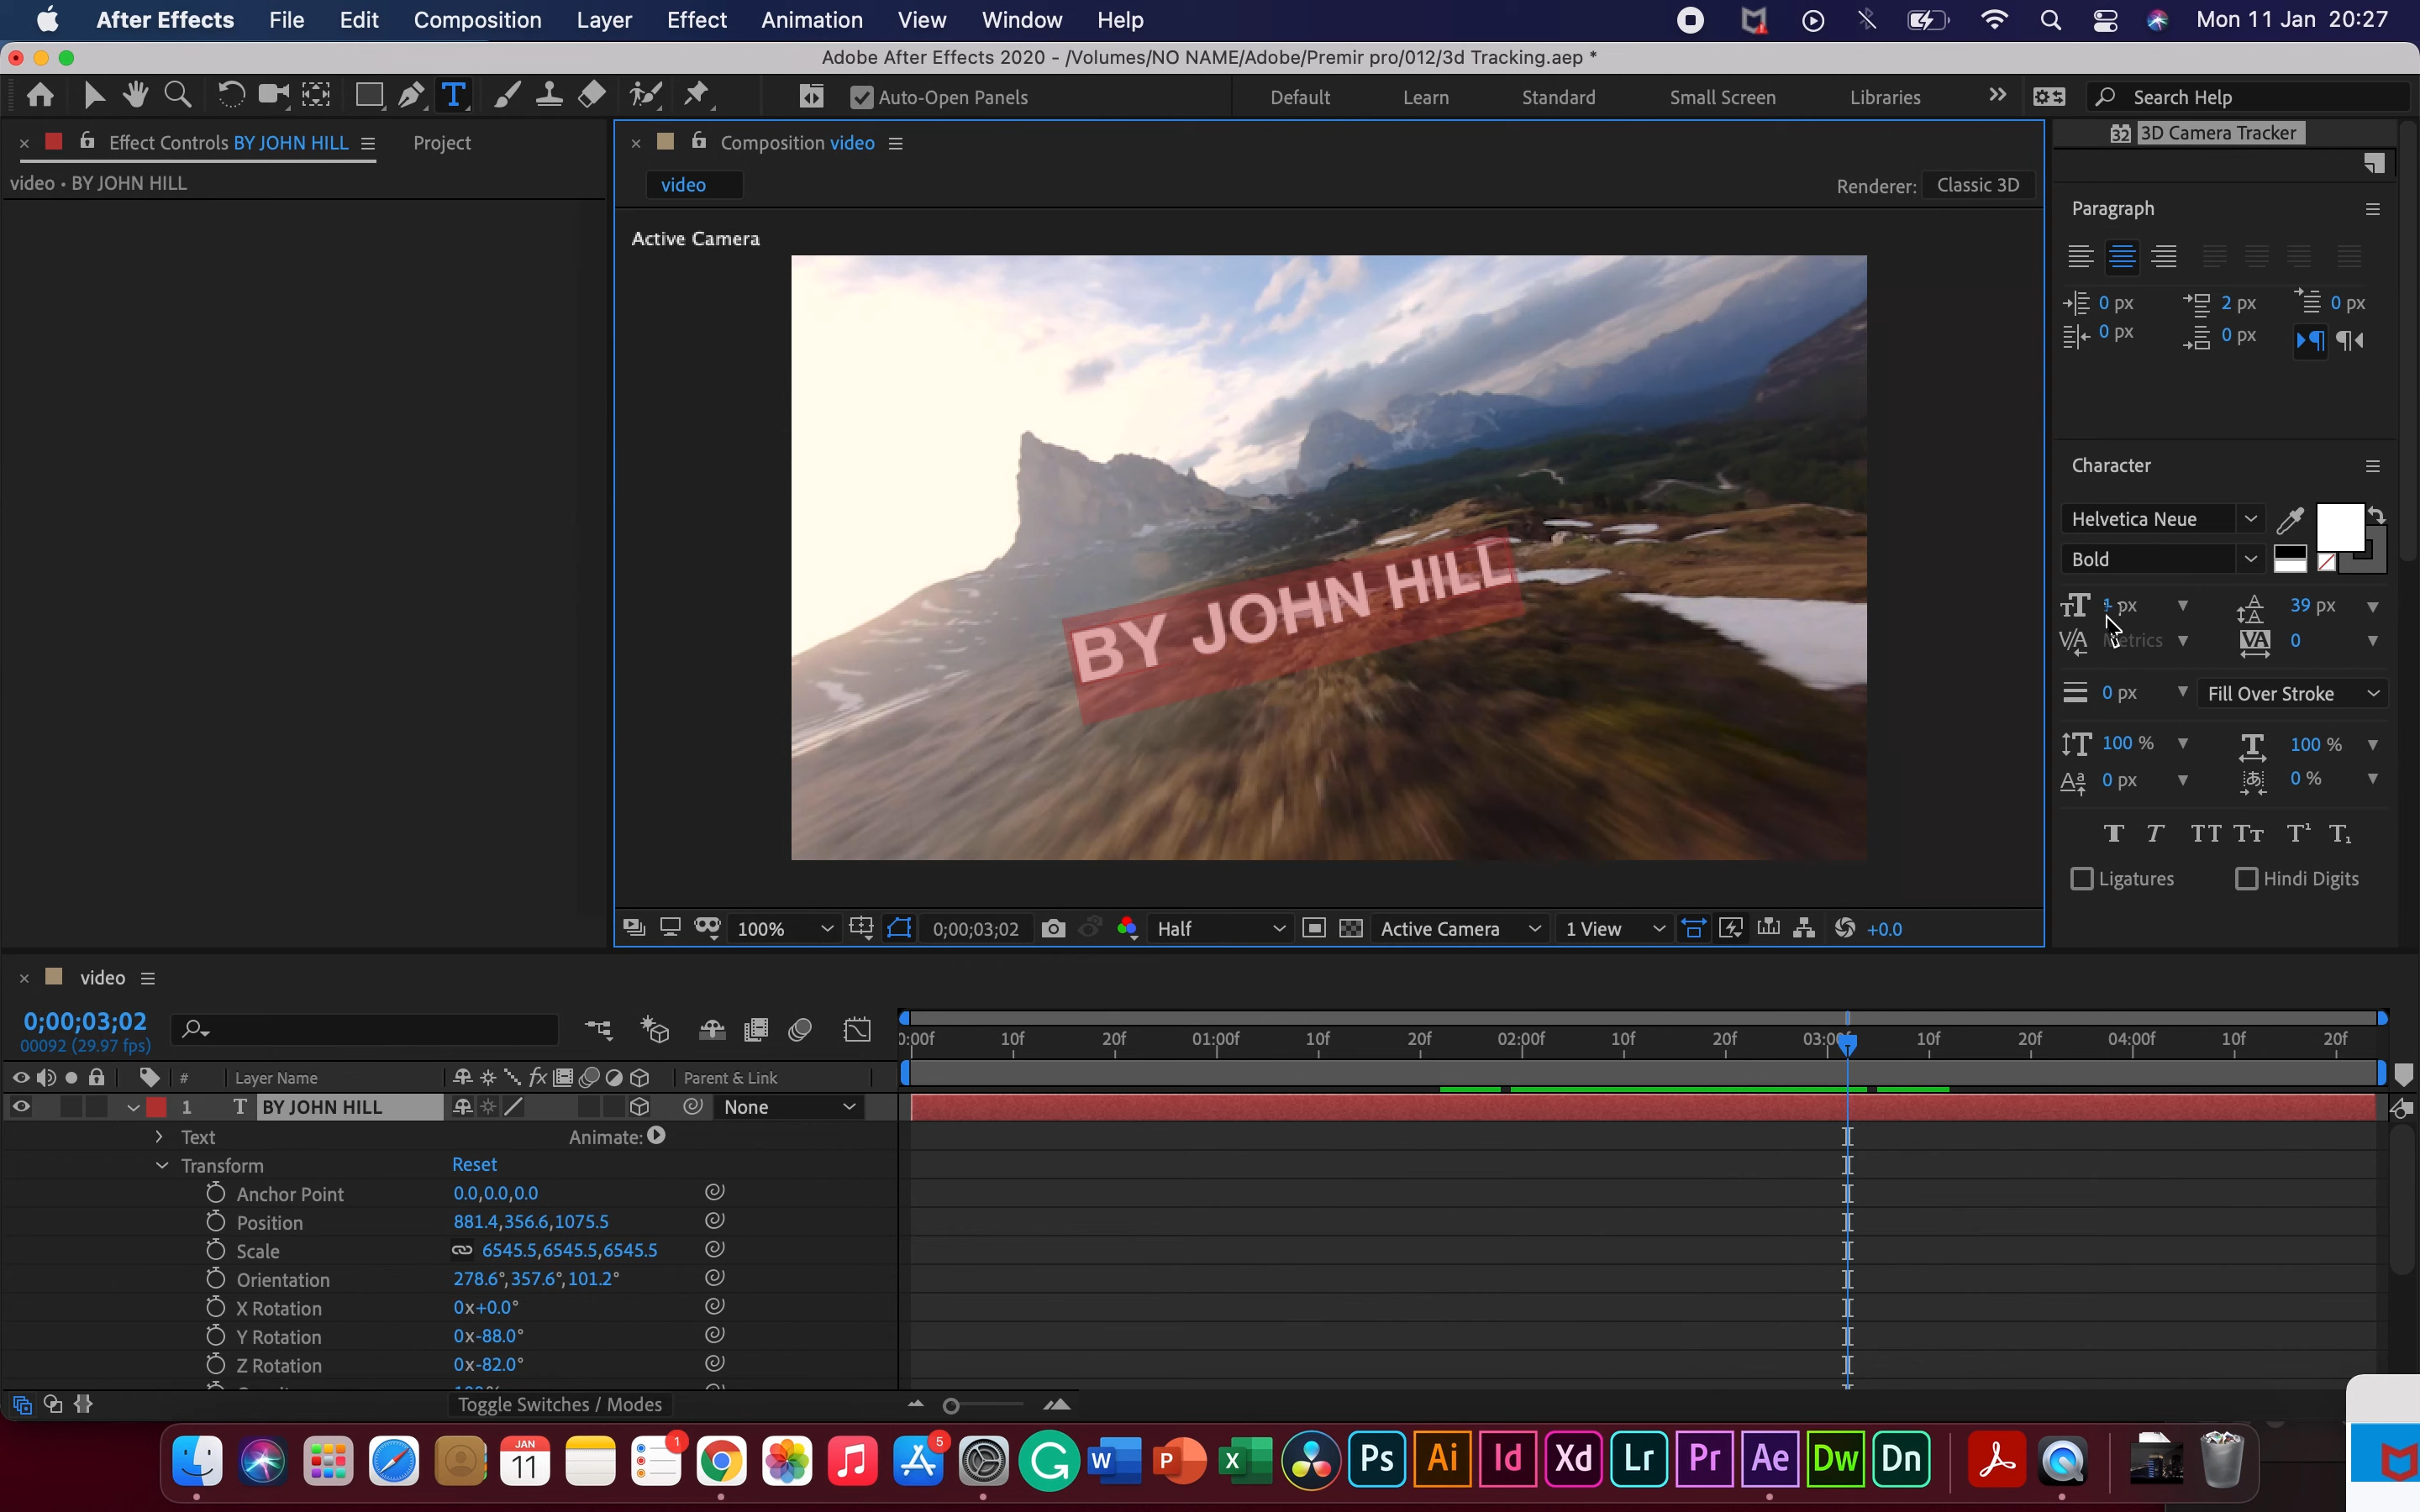 After Effects File Edit Composition Layer Effect Animation View Window Help Mon 11 Jan 20:27
Adobe After Effects 2020 - /Volumes/NO NAME/Adobe/Premir pro/012/3d Tracking.aep *
Auto-Open Panels Default Learn Standard Small Screen Libraries Search Help
Effect Controls BY JOHN HILL Project
video • BY JOHN HILL
Composition video
video
Renderer: Classic 3D
Active Camera
BY JOHN HILL
100% 0;00;03;02 Half Active Camera 1 View +0.0
32 3D Camera Tracker
Paragraph
0 px 2 px 0 px
0 px 0 px
Character
Helvetica Neue
Bold
1 px 39 px
Metrics 0
0 px Fill Over Stroke
100 % 100 %
0 px 0 %
Ligatures Hindi Digits
video
0;00;03;02
00092 (29.97 fps)
10f 20f 01:00f 10f 20f 02:00f 10f 20f 10f 20f 04:00f 10f 20f
# Layer Name Parent & Link
1 T BY JOHN HILL None
Text Animate:
Transform Reset
Anchor Point 0.0,0.0,0.0
Position 881.4,356.6,1075.5
Scale 6545.5,6545.5,6545.5
Orientation 278.6°,357.6°,101.2°
X Rotation 0x+0.0°
Y Rotation 0x-88.0°
Z Rotation 0x-82.0°
Toggle Switches / Modes
JAN
11
1
5
W P X Ps Ai Id Xd Lr Pr Ae Dw Dn